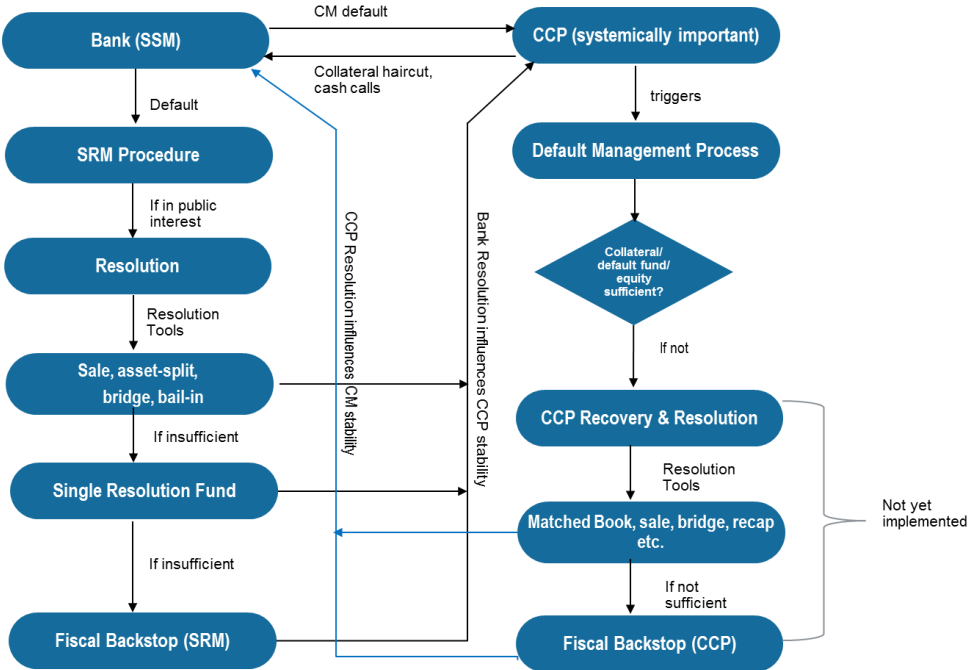 Bank (SSM)
CM default
CCP (systemically important)
Collateral haircut,
cash calls
Default
triggers
SRM Procedure
Default Management Process
If in public
interest
Resolution
Collateral/
default fund/
equity
sufficient?
Resolution
Tools
CCP Resolution influences CM stability
Bank Resolution influences CCP stability
If not
Sale, asset-split,
bridge, bail-in
CCP Recovery & Resolution
If insufficient
Resolution
Tools
Single Resolution Fund
Matched Book, sale, bridge, recap
etc.
Not yet
implemented
If insufficient
If not
sufficient
Fiscal Backstop (SRM)
Fiscal Backstop (CCP)